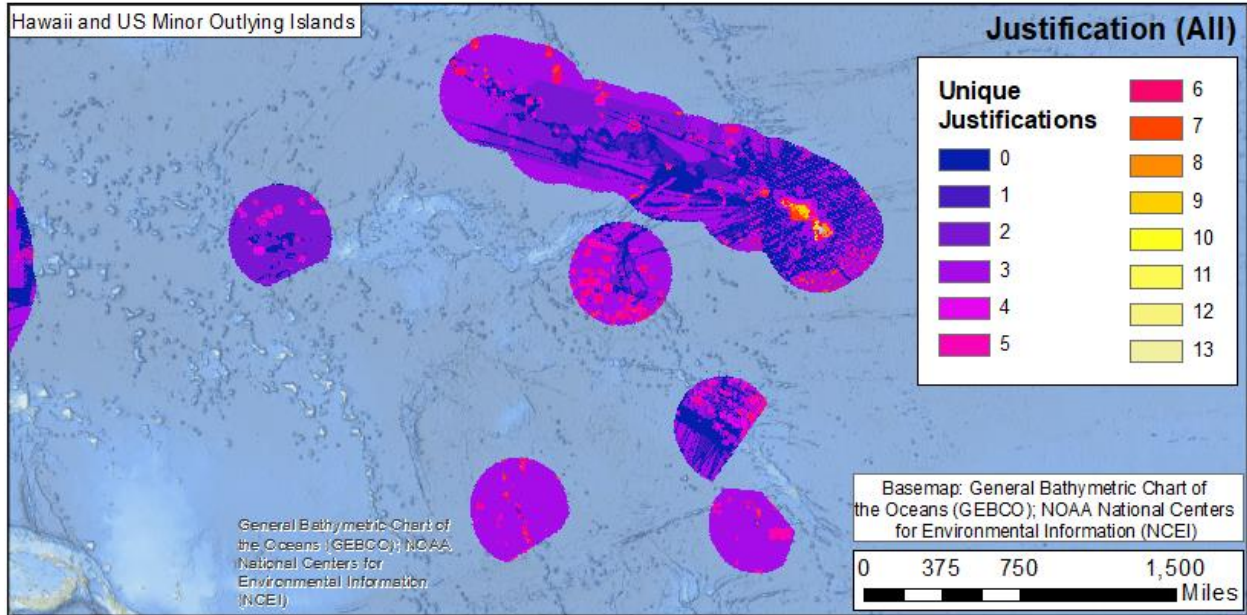 Hawaii and US Minor Outlying Islands
Justification (All)
Unique
Justifications
0
1
2
3
4
5
6
7
8
9
10
11
12
13
General Bathymetric Chart of
the Oceans (GEBCO); NOAA
National Centers for
Environmental Information
(NCEI)
Basemap: General Bathymetric Chart of
the Oceans (GEBCO); NOAA National Centers
for Environmental Information (NCEI)
0 375 750 1,500
Miles